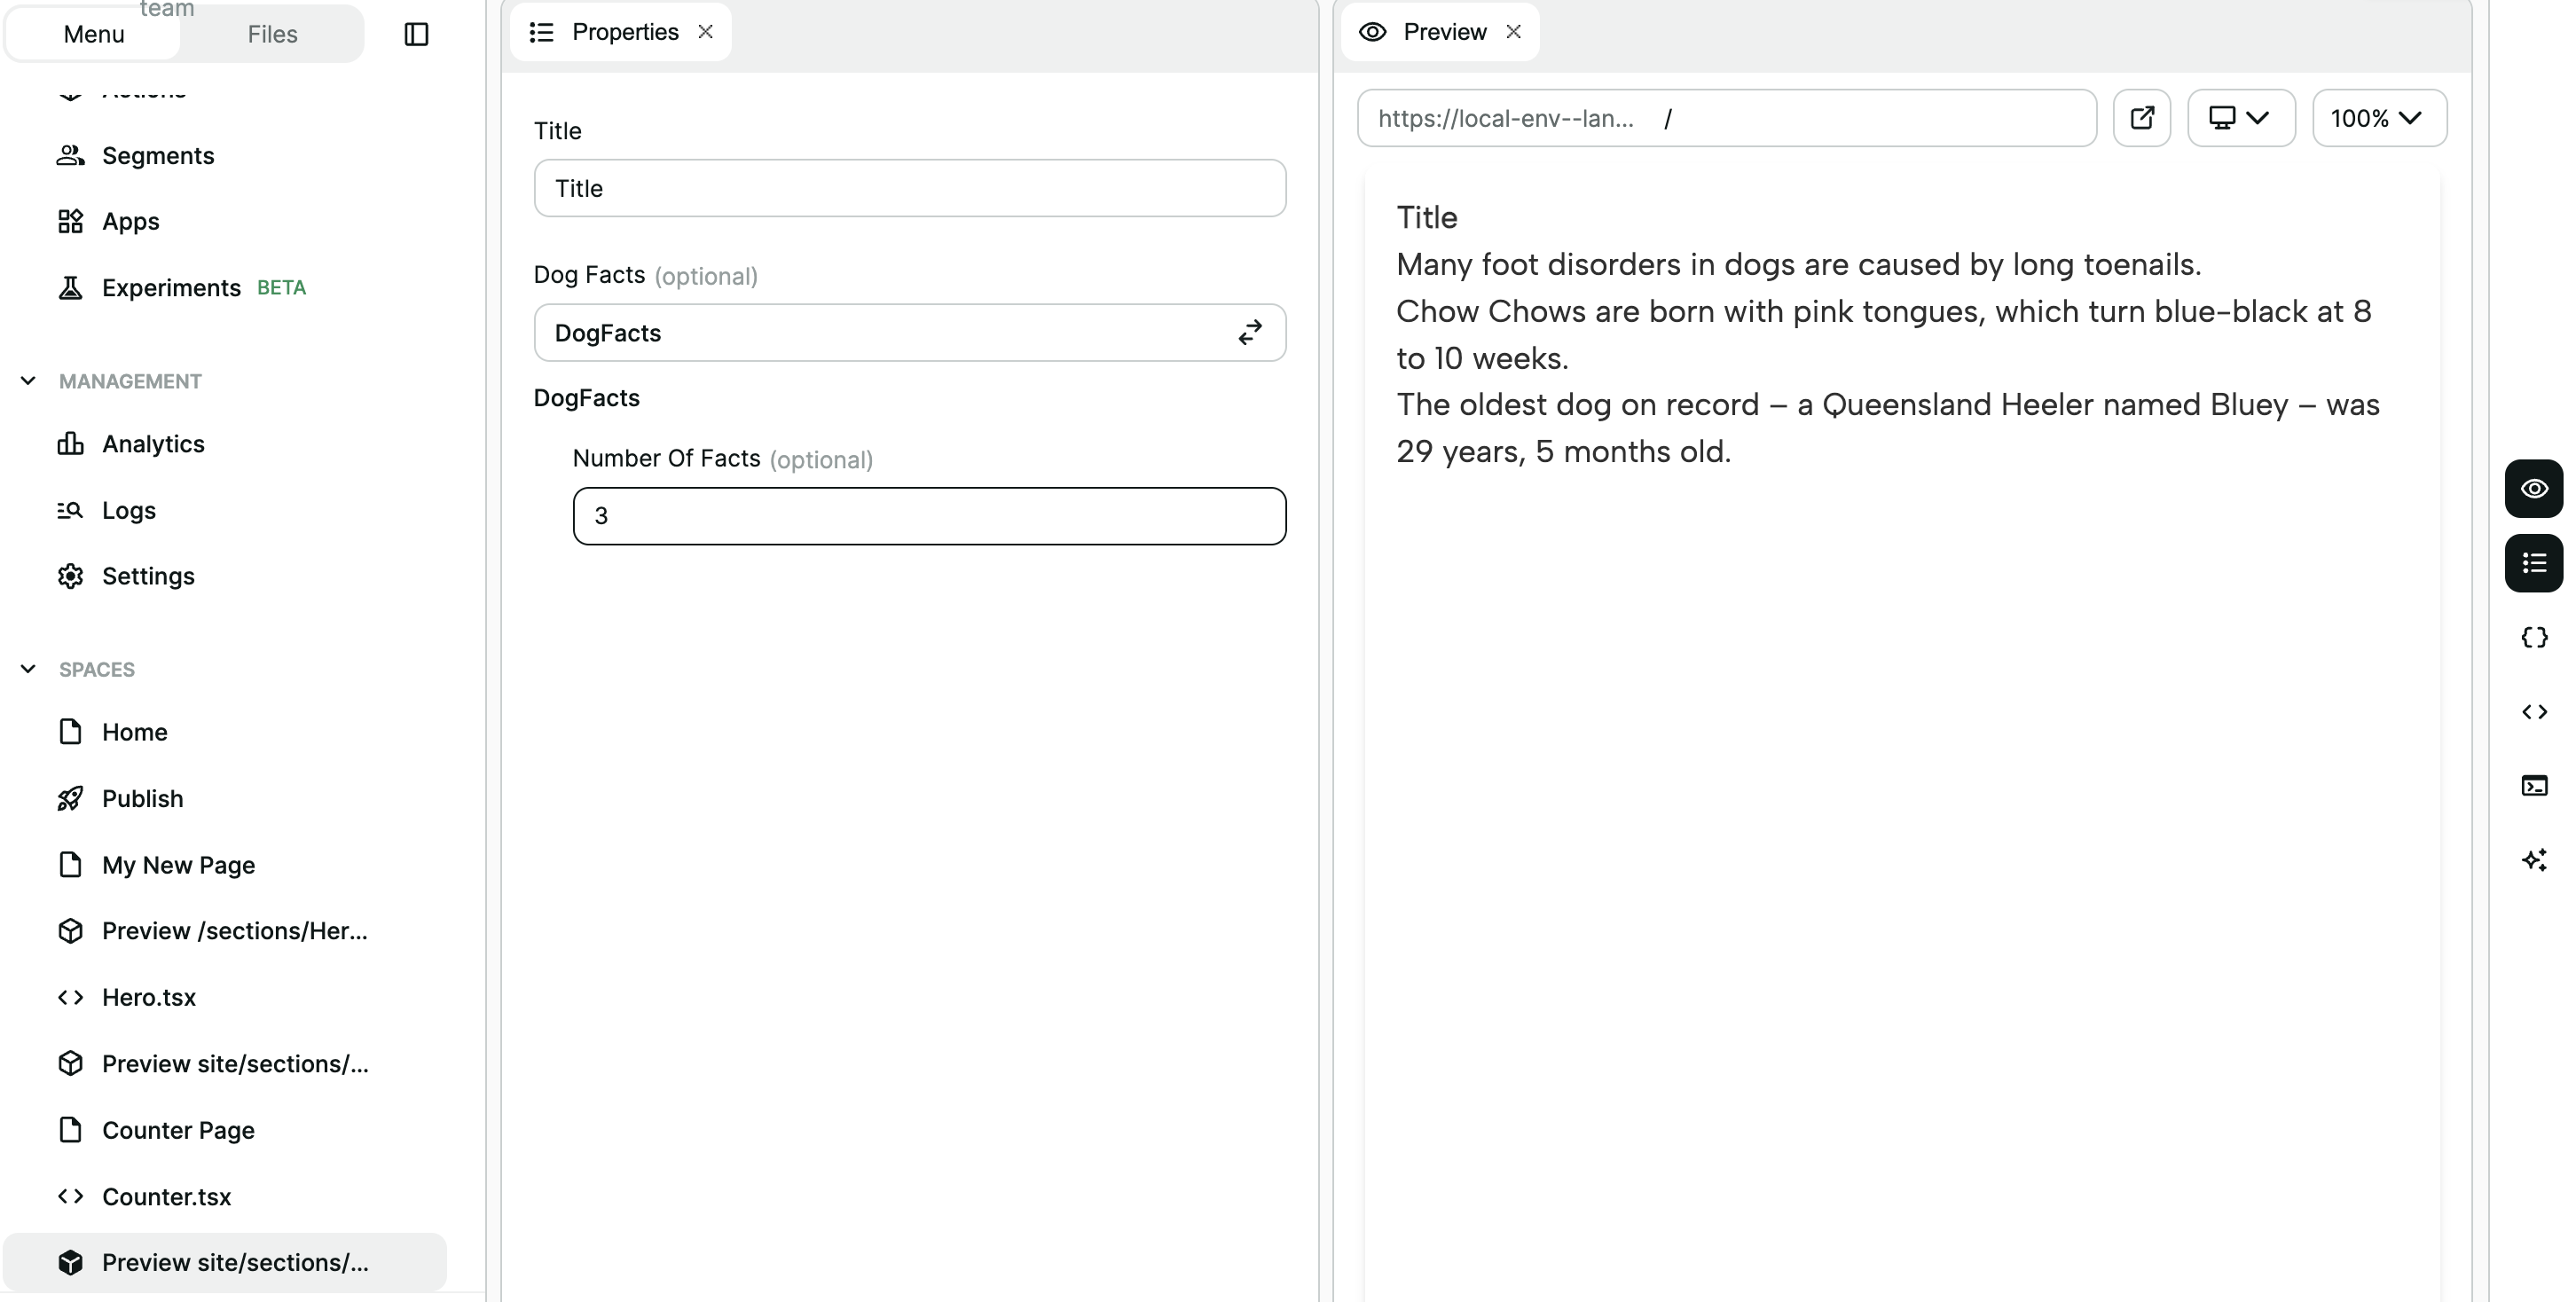 team
Menu
Files
Actions
Segments
Apps
Experiments BETA
MANAGEMENT
Analytics
Logs
Settings
SPACES
Home
Publish
My New Page
Preview /sections/Her...
Hero.tsx
Preview site/sections/...
Counter Page
Counter.tsx
Preview site/sections/...
Properties
Title
Title
Dog Facts (optional)
DogFacts
DogFacts
Number Of Facts (optional)
3
Preview
https://local-env--lan... /
100%
Title
Many foot disorders in dogs are caused by long toenails.
Chow Chows are born with pink tongues, which turn blue-black at 8
to 10 weeks.
The oldest dog on record – a Queensland Heeler named Bluey – was
29 years, 5 months old.